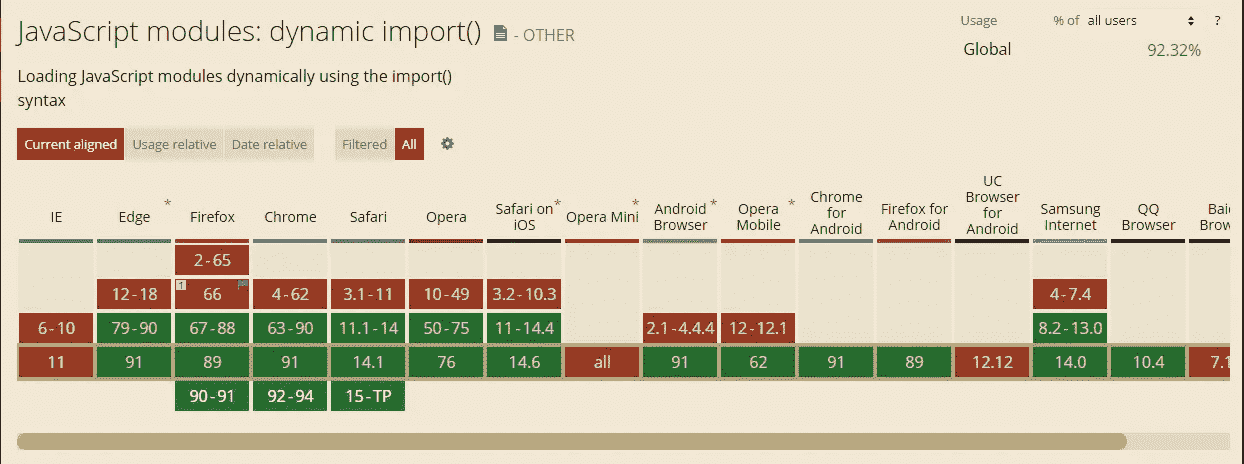 JavaScript modules: dynamic import() - OTHER
Usage % of all users ?
Global 92.32%
Loading JavaScript modules dynamically using the import()
syntax
Current aligned Usage relative Date relative Filtered All
IE Edge * Firefox Chrome Safari Opera Safari on iOS * Opera Mini Android Browser * Opera Mobile * Chrome for Android Firefox for Android UC Browser for Android Samsung Internet QQ Browser Bai Brow
2-65
12-18 1 66 4-62 3.1-11 10-49 3.2-10.3 4-7.4
6-10 79-90 67-88 63-90 11.1-14 50-75 11-14.4 2.1-4.4.4 12-12.1 8.2-13.0
11 91 89 91 14.1 76 14.6 all 91 62 91 89 12.12 14.0 10.4 7.1
90-91 92-94 15-TP